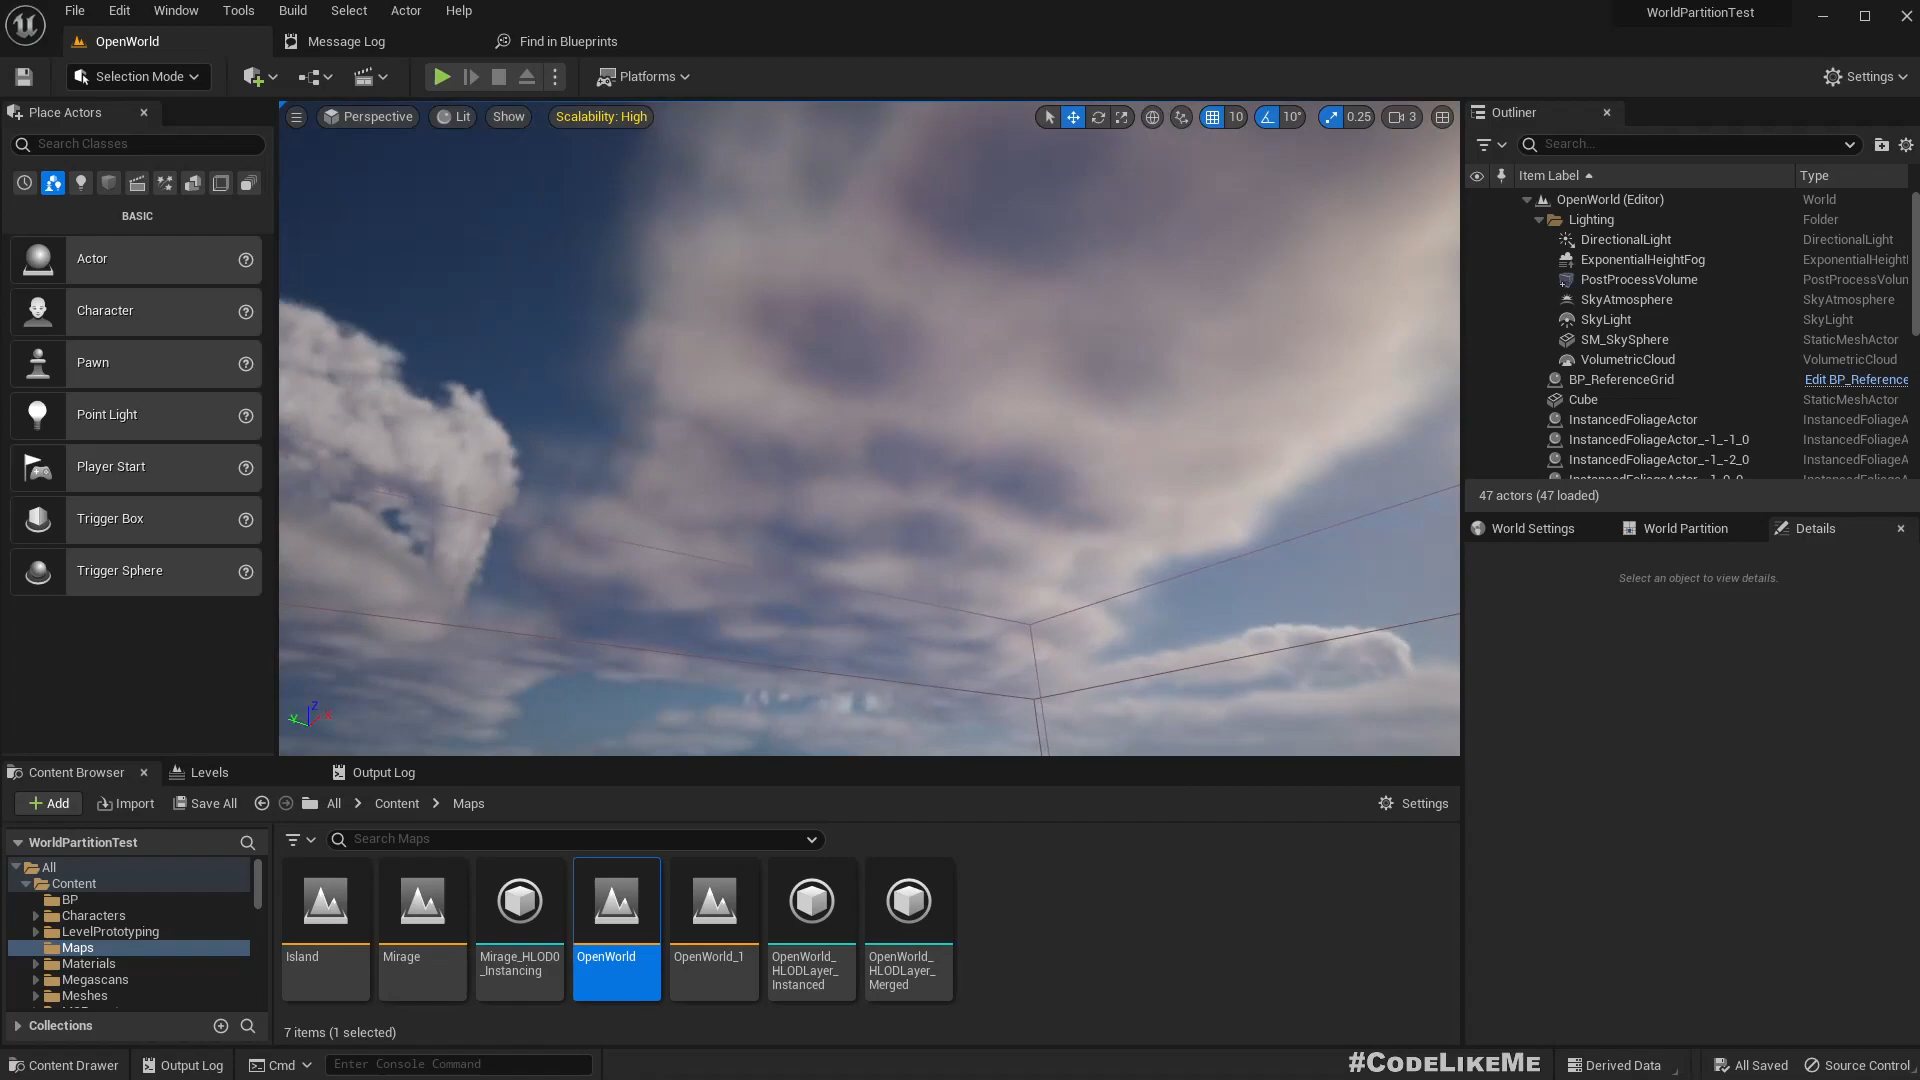 File Edit Window Tools Build Select Actor Help
WorldPartitionTest
OpenWorld
Message Log
Find in Blueprints
Selection Mode
Platforms
Settings
Place Actors
Search Classes
BASIC
Actor
Character
Pawn
Point Light
Player Start
Trigger Box
Trigger Sphere
Perspective
Lit
Show
Scalability: High
10
10°
0.25
3
Z
Y
X
Outliner
Search...
Item Label
Type
OpenWorld (Editor) World
Lighting Folder
DirectionalLight DirectionalLight
ExponentialHeightFog ExponentialHeight
PostProcessVolume PostProcessVolun
SkyAtmosphere SkyAtmosphere
SkyLight SkyLight
SM_SkySphere StaticMeshActor
VolumetricCloud VolumetricCloud
BP_ReferenceGrid Edit BP_Reference
Cube StaticMeshActor
InstancedFoliageActor InstancedFoliageA
InstancedFoliageActor_-1_-1_0 InstancedFoliageA
InstancedFoliageActor_-1_-2_0 InstancedFoliageA
47 actors (47 loaded)
World Settings
World Partition
Details
Select an object to view details.
Content Browser
Levels
Output Log
Add
Import
Save All
All
Content
Maps
Settings
WorldPartitionTest
Search Maps
All
Content
BP
Characters
LevelPrototyping
Maps
Materials
Megascans
Meshes
Collections
Island
Mirage
Mirage_HLOD0
_Instancing
OpenWorld
OpenWorld_1
OpenWorld_
HLODLayer_
Instanced
OpenWorld_
HLODLayer_
Merged
7 items (1 selected)
Content Drawer
Output Log
Cmd
Enter Console Command
#CODELIKEME
Derived Data
All Saved
Source Control